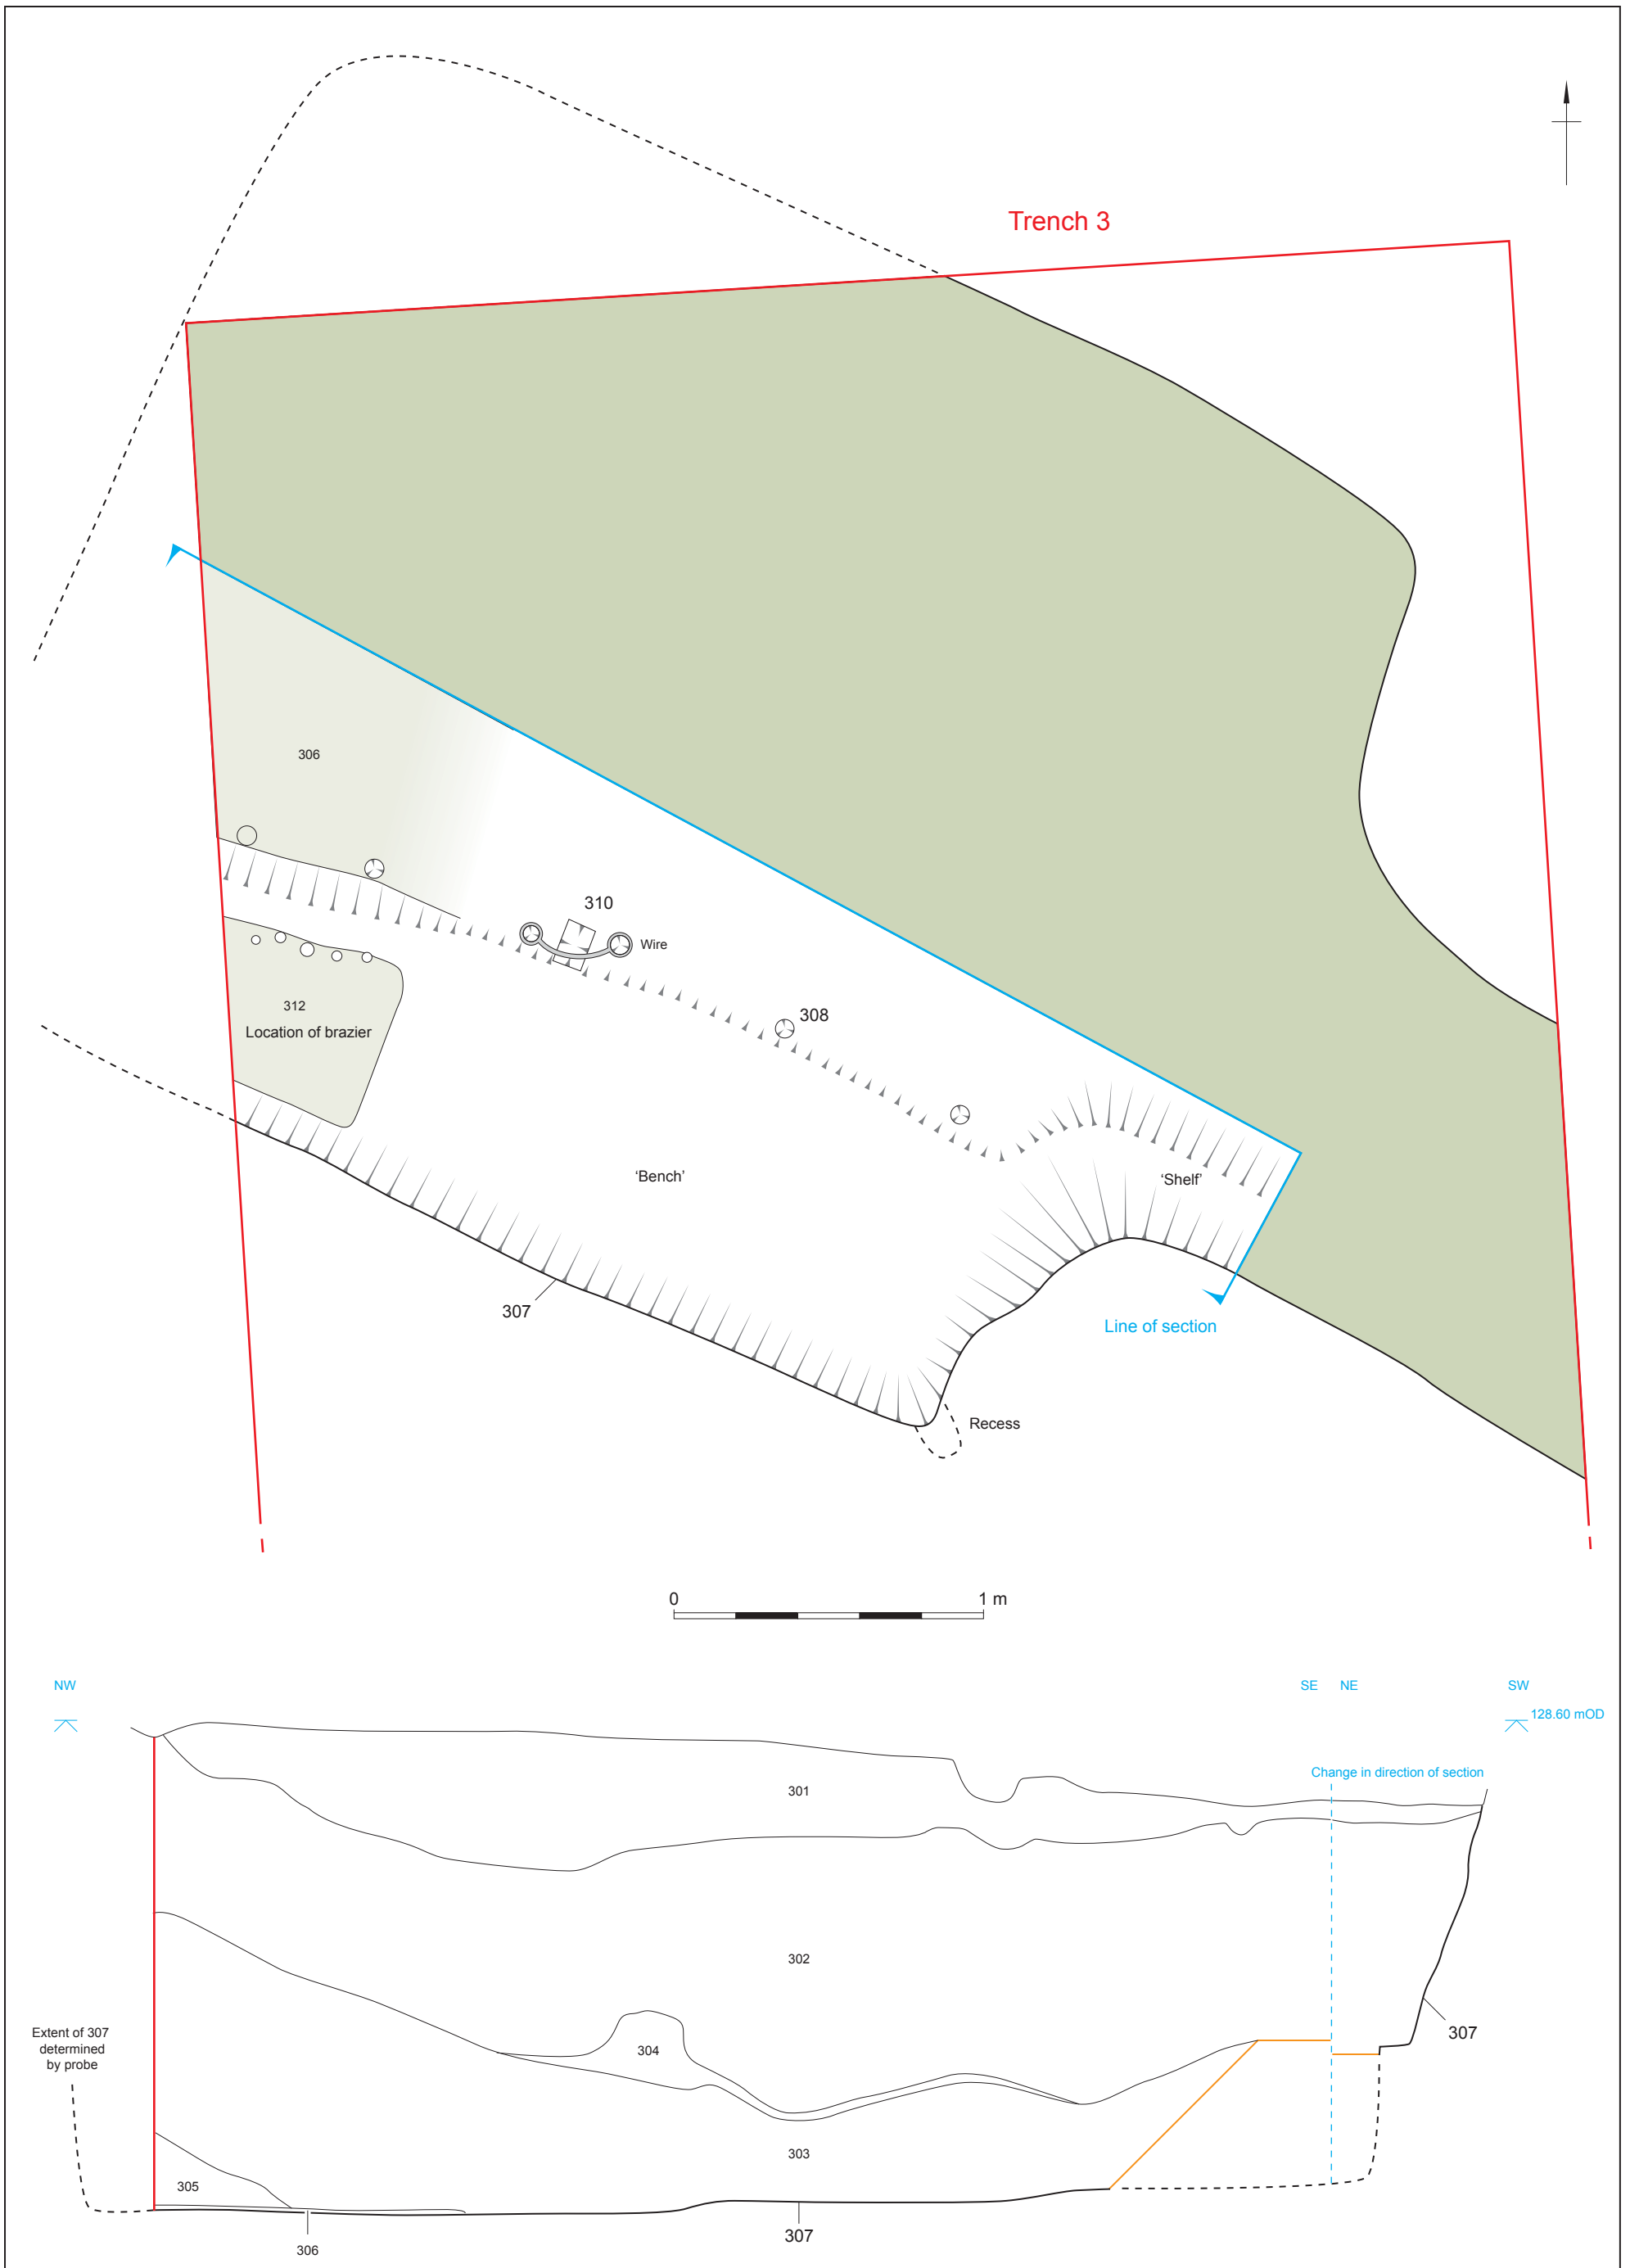 Trench 3
306
310
Wire
308
312
Location of brazier
'Bench'
'Shelf'
307
Line of section
Recess
0 1 m
NW
SE NE
SW
128.60 mOD
Change in direction of section
301
302
304
307
Extent of 307
determined
by probe
303
305
306
307